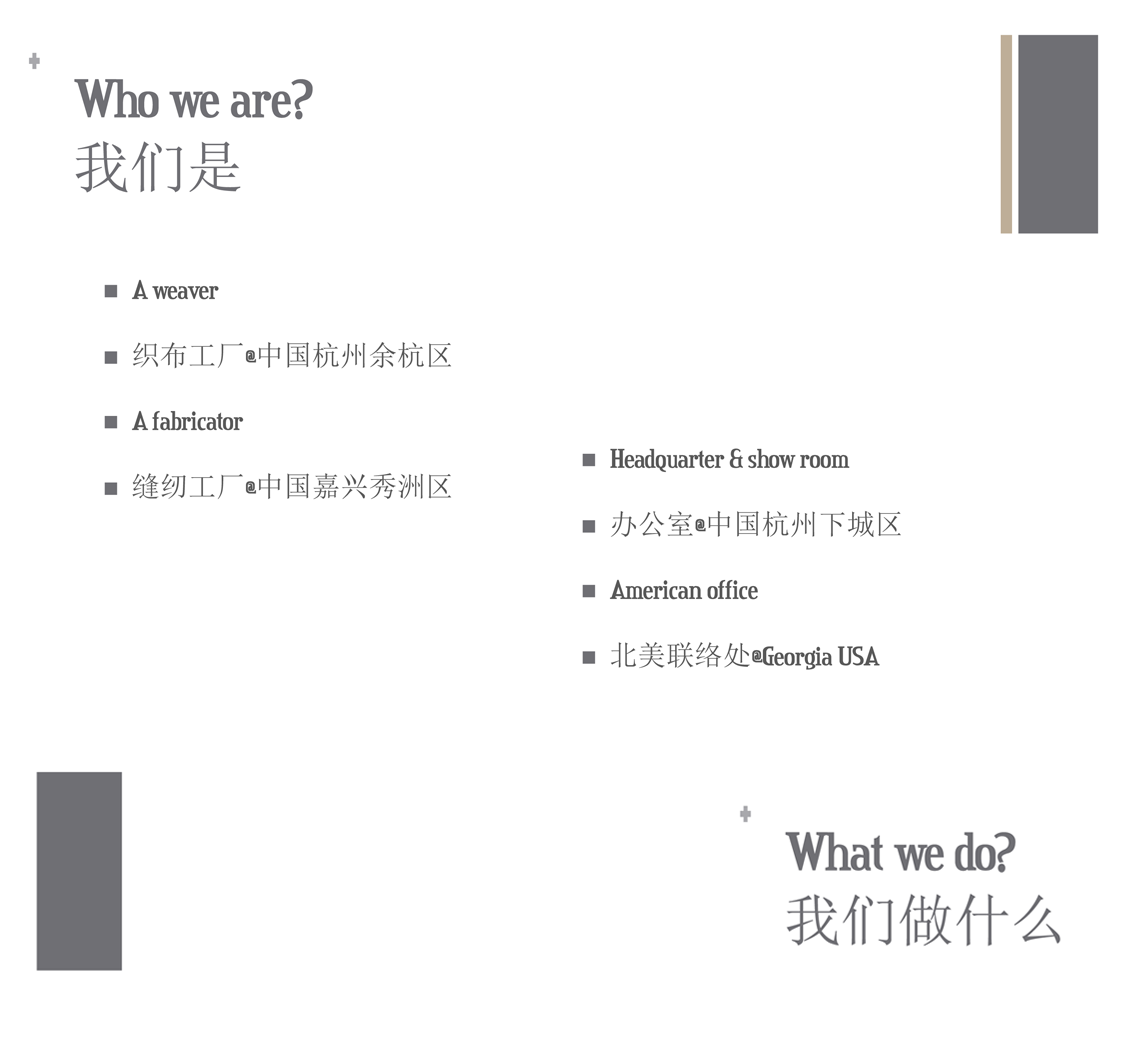 Who we are?
我们是
A weaver
织布工厂@中国杭州余杭区
A fabricator
缝纫工厂@中国嘉兴秀洲区
Headquarter & show room
办公室@中国杭州下城区
American office
北美联络处@Georgia USA
What we do?
我们做什么